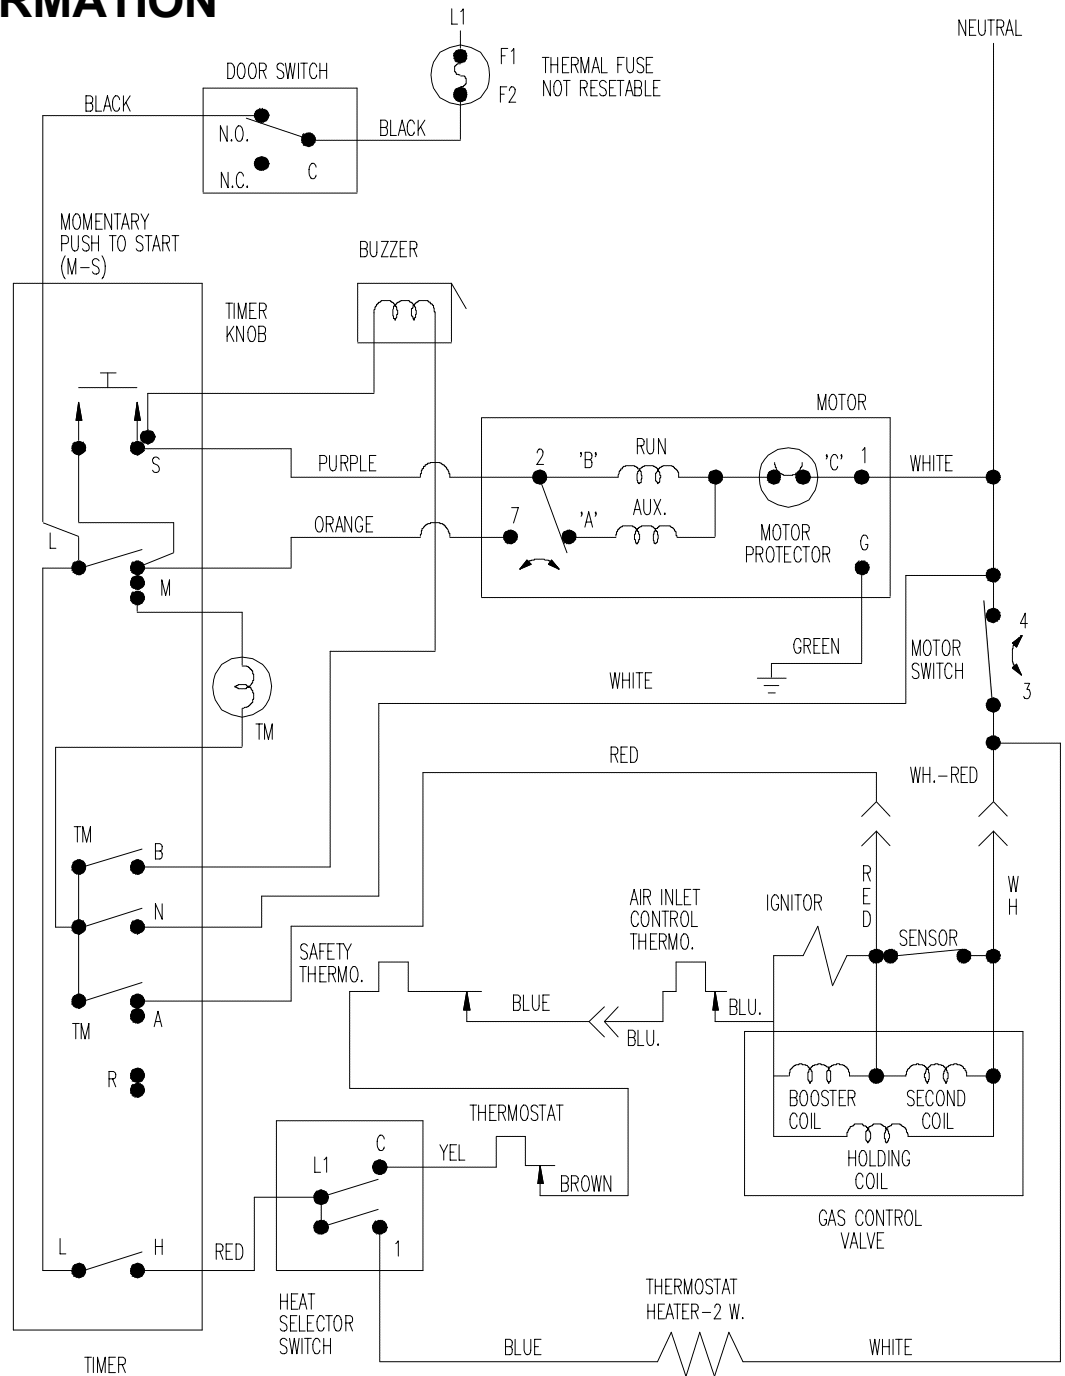 RMATION
L1
NEUTRAL
F1
F2
THERMAL FUSE
NOT RESETABLE
DOOR SWITCH
BLACK
N.O.
N.C.
C
BLACK
MOMENTARY
PUSH TO START
(M-S)
BUZZER
TIMER
KNOB
MOTOR
S
PURPLE
2
'B'
RUN
'C'
1
WHITE
ORANGE
7
'A'
AUX.
MOTOR
PROTECTOR
G
L
M
GREEN
MOTOR
SWITCH
4
3
WHITE
TM
RED
WH.-RED
TM
B
N
TM
A
R
SAFETY
THERMO.
BLUE
BLU.
AIR INLET
CONTROL
THERMO.
BLU.
IGNITOR
RED
SENSOR
WH
BOOSTER
COIL
SECOND
COIL
HOLDING
COIL
GAS CONTROL
VALVE
THERMOSTAT
C
YEL
BROWN
L1
1
L
H
RED
HEAT
SELECTOR
SWITCH
THERMOSTAT
HEATER-2 W.
BLUE
WHITE
TIMER